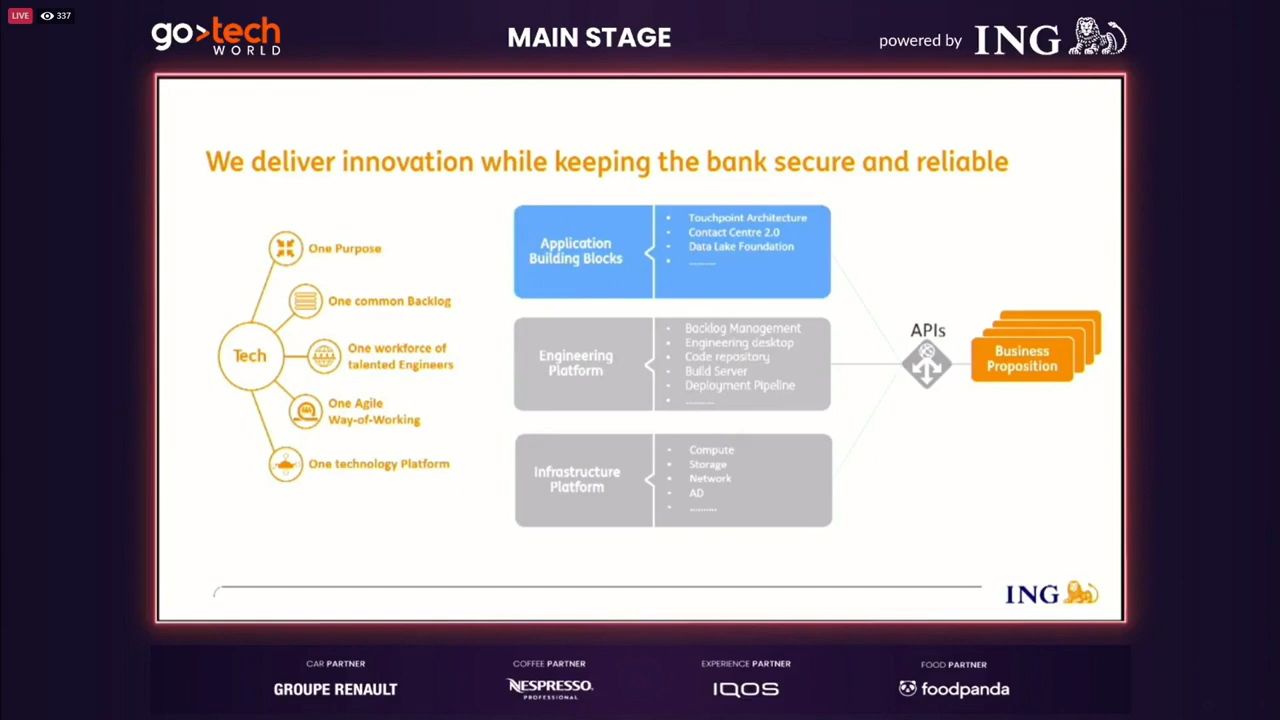 LIVE 337
go>tech
WORLD
MAIN STAGE
powered by ING
We deliver innovation while keeping the bank secure and reliable
Tech
One Purpose
One common Backlog
One workforce of
talented Engineers
One Agile
Way-of-Working
One technology Platform
Application
Building Blocks
• Touchpoint Architecture
• Contact Centre 2.0
• Data Lake Foundation
• ........
Engineering
Platform
• Backlog Management
• Engineering desktop
• Code repository
• Build Server
• Deployment Pipeline
• ........
Infrastructure
Platform
• Compute
• Storage
• Network
• AD
• ..........
APIs
Business
Proposition
ING
CAR PARTNER
GROUPE RENAULT
COFFEE PARTNER
NESPRESSO.
PROFESSIONAL
EXPERIENCE PARTNER
IQOS
FOOD PARTNER
foodpanda